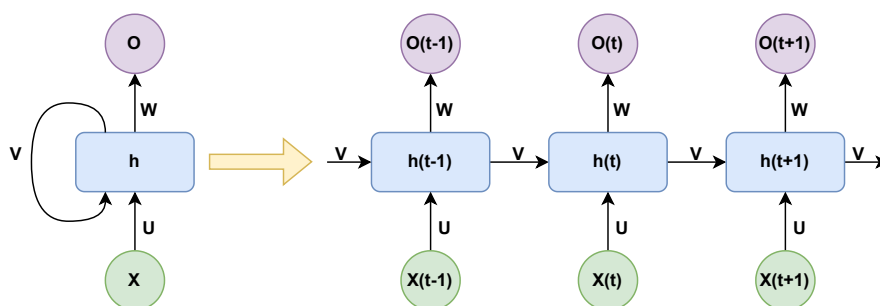 O O(t-1) O(t) O(t+1)
W W W W
V h V h(t-1) V h(t) V h(t+1) V
U U U U
X X(t-1) X(t) X(t+1)